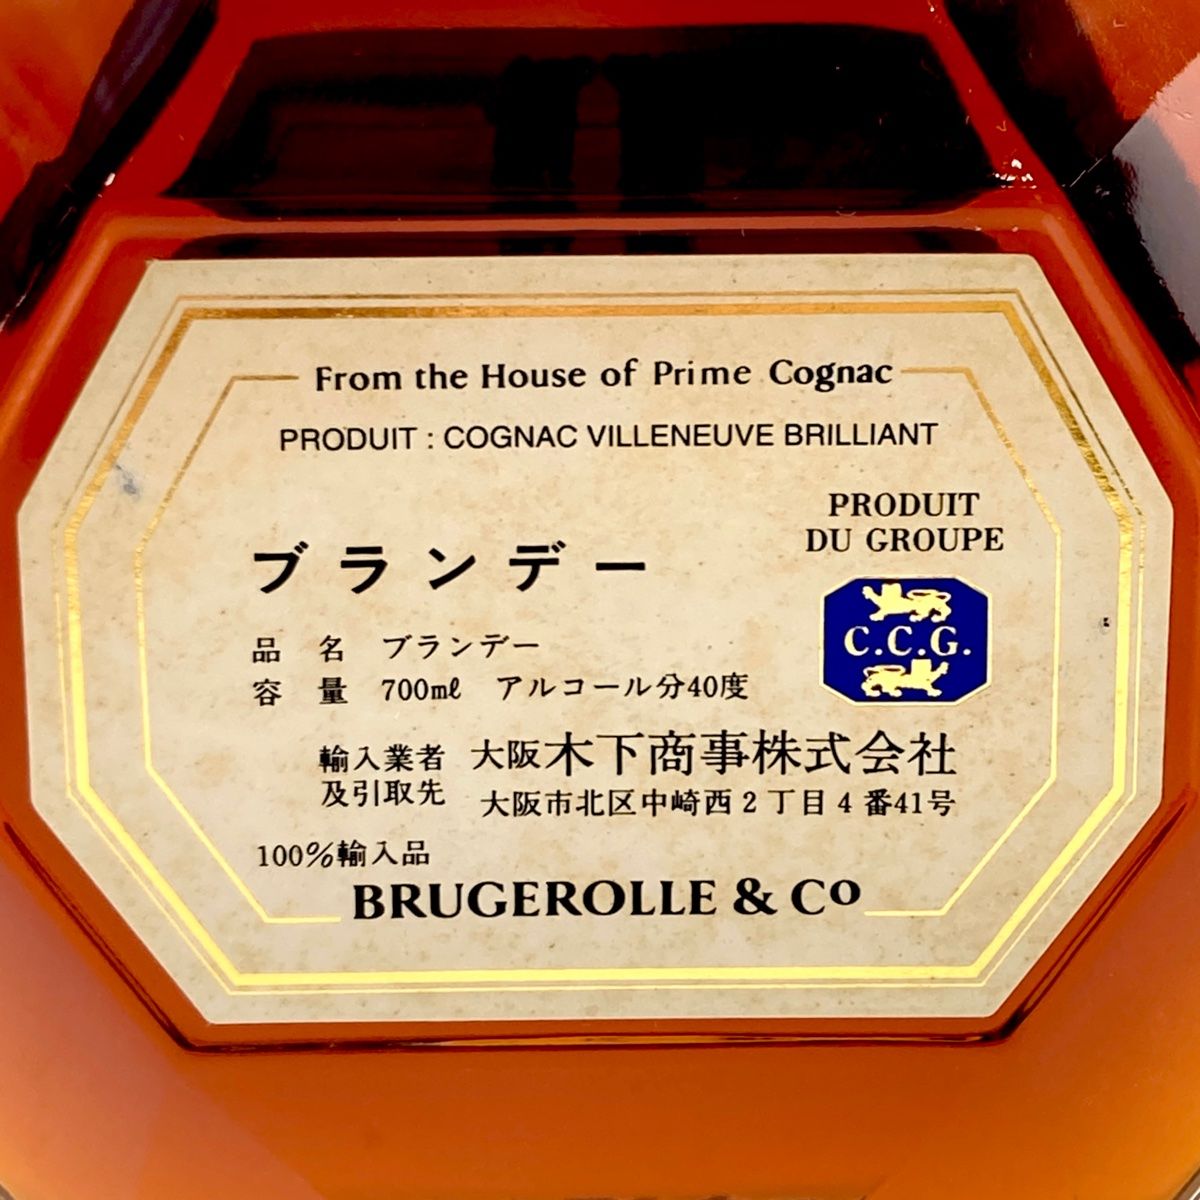 From the House of Prime Cognac
PRODUIT : COGNAC VILLENEUVE BRILLIANT
PRODUIT
DU GROUPE
C.C.G.
ブランデー
品 名 ブランデー
容 量 700mℓ アルコール分40度
輸入業者 大阪木下商事株式会社
及引取先 大阪市北区中崎西2丁目4番41号
100%輸入品
BRUGEROLLE & Co